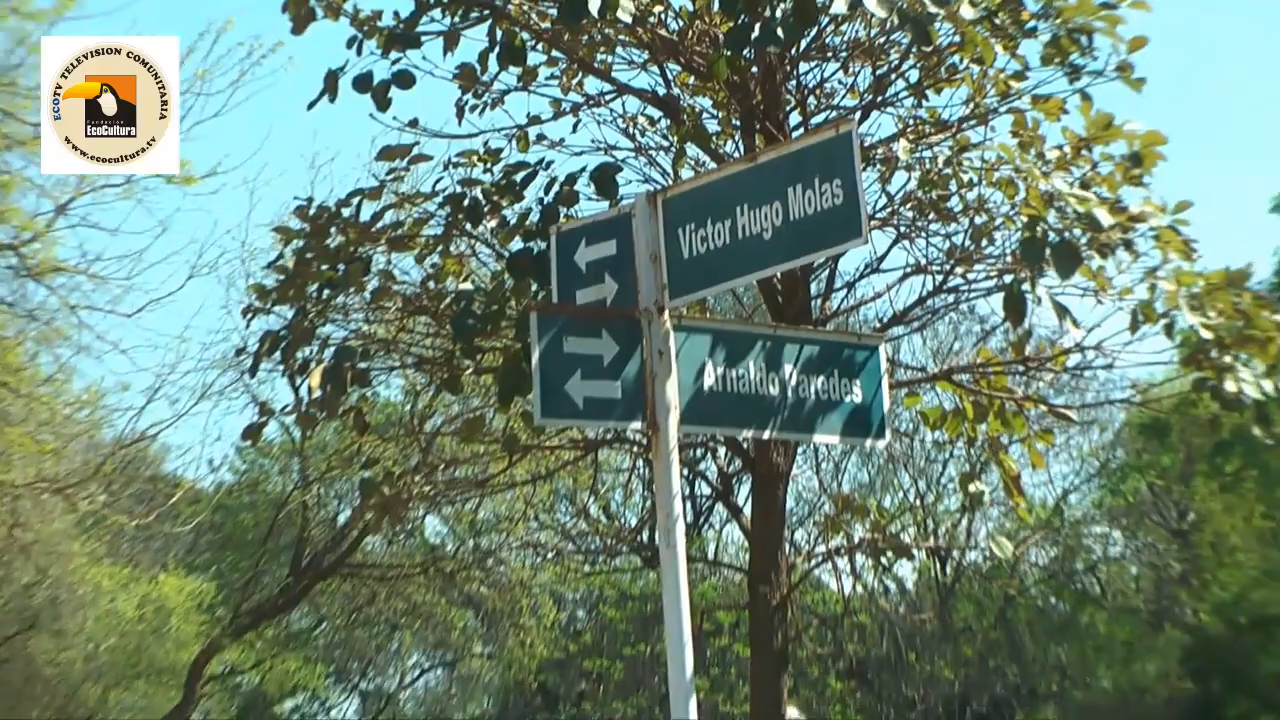 ECOTV TELEVISION COMUNITARIA
Fundación
EcoCultura
www.ecocultura.tv
Victor Hugo Molas
Arnaldo Paredes